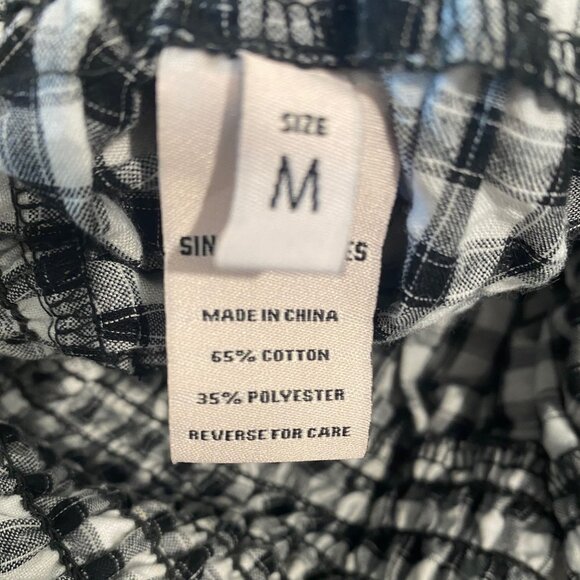 SIZE
M
MADE IN CHINA
65% COTTON
35% POLYESTER
REVERSE FOR CARE